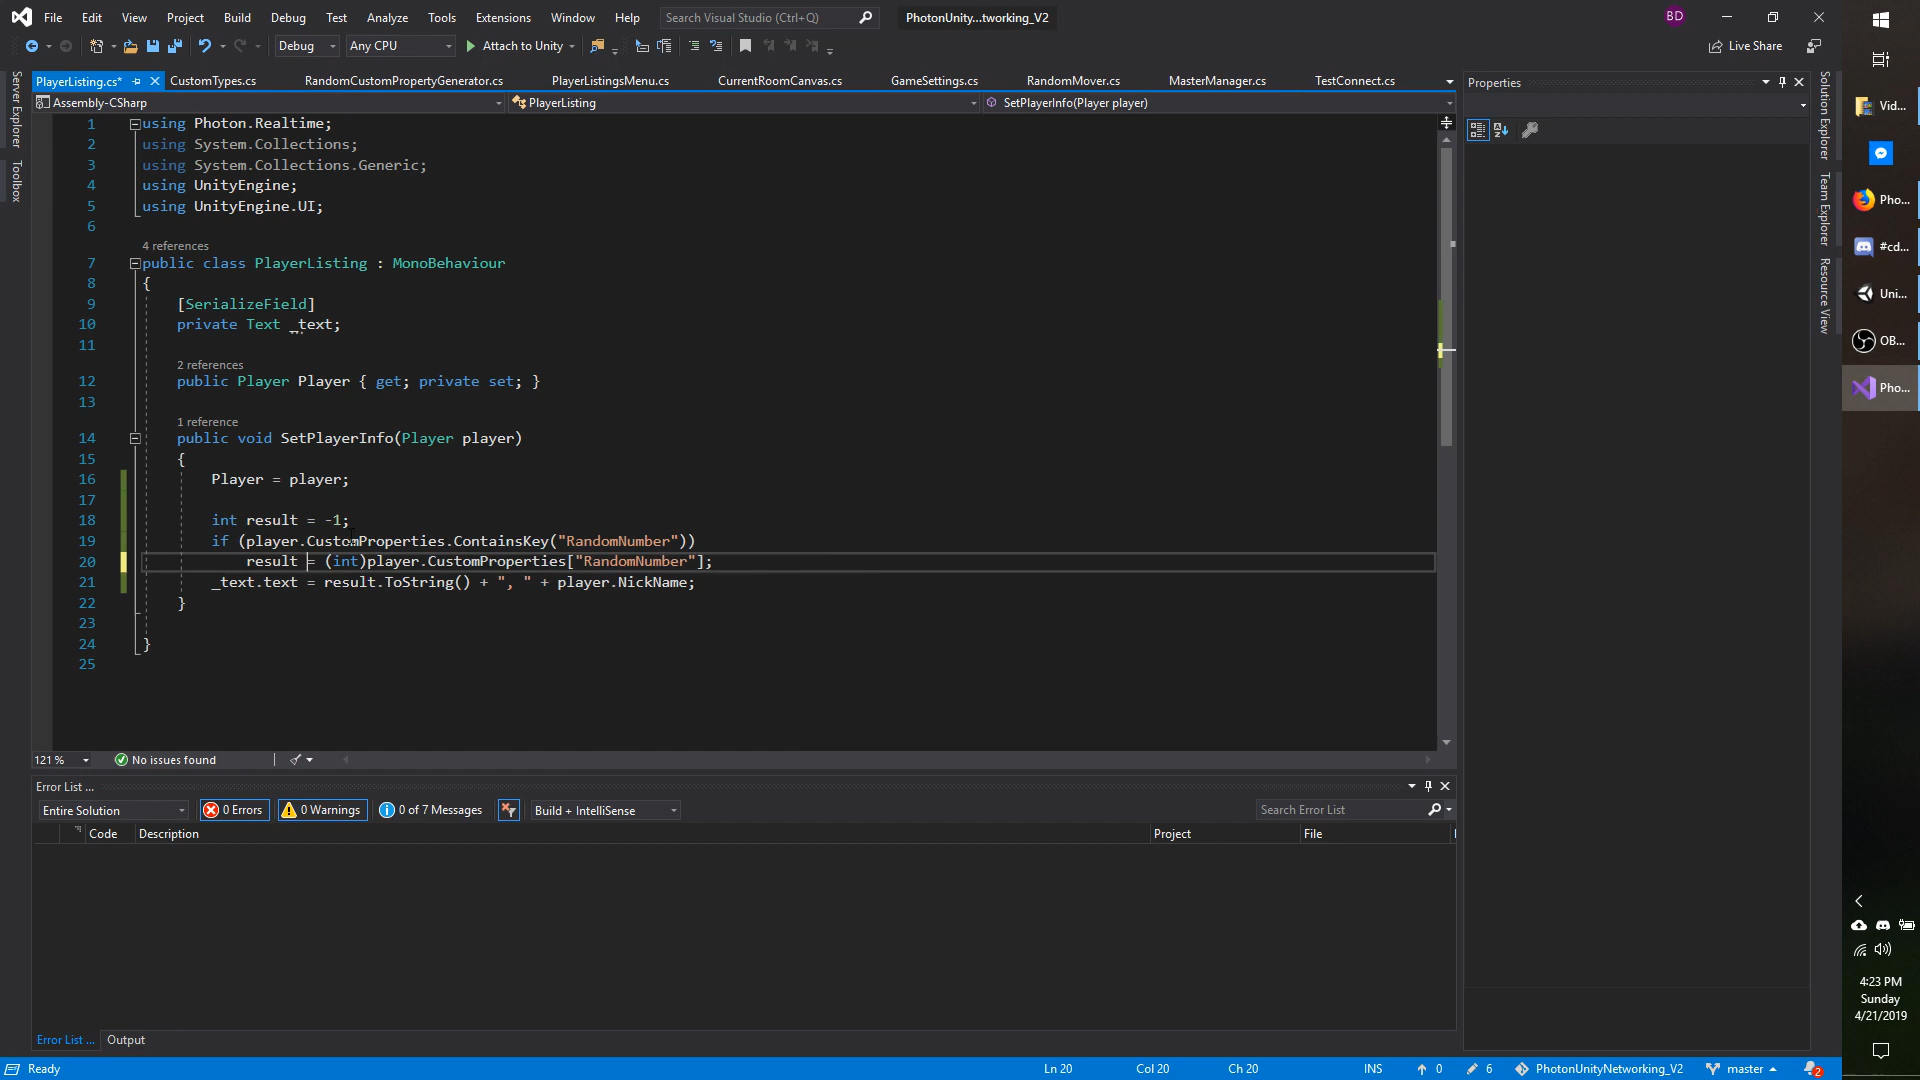 File Edit View Project Build Debug Test Analyze Tools Extensions Window Help Search Visual Studio (Ctrl+Q) PhotonUnity...tworking_V2 BD
Debug Any CPU Attach to Unity Live Share
PlayerListing.cs* CustomTypes.cs RandomCustomPropertyGenerator.cs PlayerListingsMenu.cs CurrentRoomCanvas.cs GameSettings.cs RandomMover.cs MasterManager.cs TestConnect.cs
Assembly-CSharp PlayerListing SetPlayerInfo(Player player)
Server Explorer
Toolbox
1 using Photon.Realtime;
2 using System.Collections;
3 using System.Collections.Generic;
4 using UnityEngine;
5 using UnityEngine.UI;
6
4 references
7 public class PlayerListing : MonoBehaviour
8 {
9 [SerializeField]
10 private Text _text;
11
2 references
12 public Player Player { get; private set; }
13
1 reference
14 public void SetPlayerInfo(Player player)
15 {
16 Player = player;
17
18 int result = -1;
19 if (player.CustomProperties.ContainsKey("RandomNumber"))
20 result = (int)player.CustomProperties["RandomNumber"];
21 _text.text = result.ToString() + ", " + player.NickName;
22 }
23
24 }
25
121 % No issues found
Error List ...
Entire Solution 0 Errors 0 Warnings 0 of 7 Messages Build + IntelliSense Search Error List
Code Description Project File
Error List ... Output
Ready Ln 20 Col 20 Ch 20 INS 0 6 PhotonUnityNetworking_V2 master 2
Properties
Solution Explorer
Team Explorer
Resource View
Vid...
Pho...
#cd...
Uni...
OB...
Pho...
4:23 PM
Sunday
4/21/2019